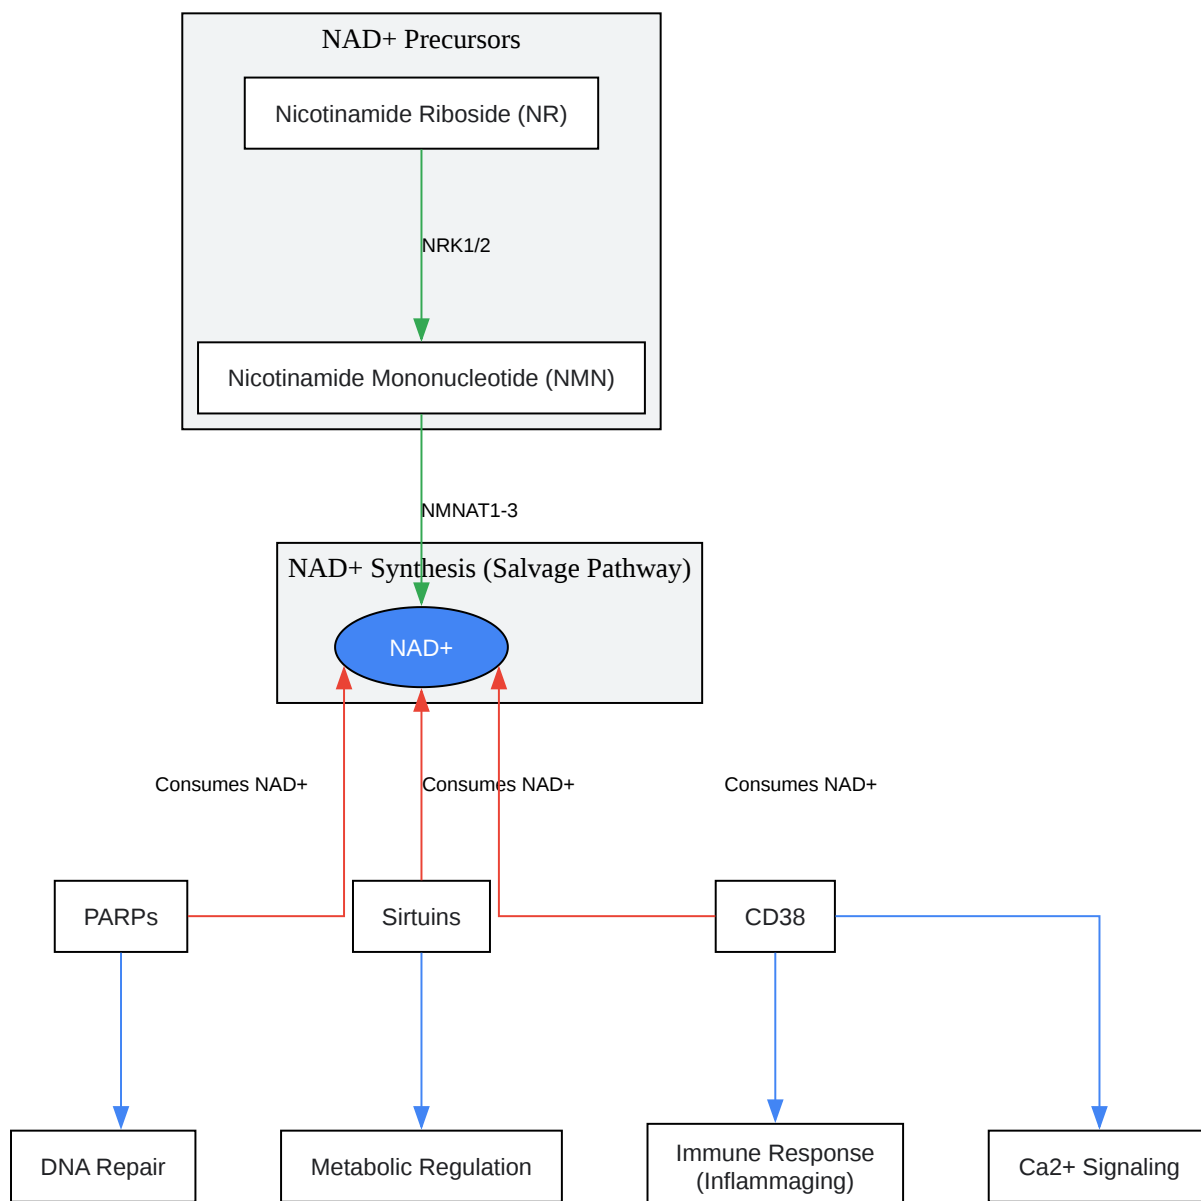 NAD+ Precursors
Nicotinamide Riboside (NR)
NRK1/2
Nicotinamide Mononucleotide (NMN)
NMNAT1-3
NAD+ Synthesis (Salvage Pathway)
NAD+
Consumes NAD+
Consumes NAD+
Consumes NAD+
PARPs
Sirtuins
CD38
DNA Repair
Metabolic Regulation
Immune Response
(Inflammaging)
Ca2+ Signaling